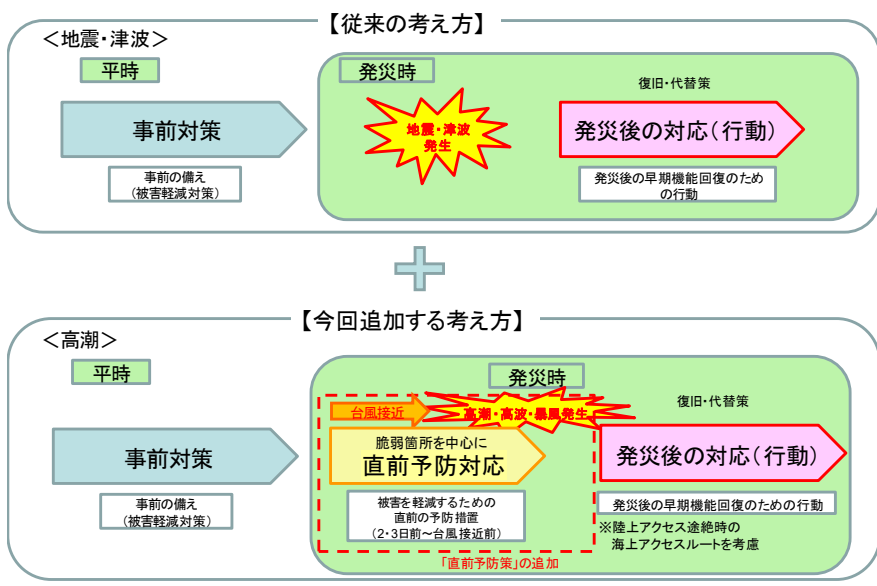 【従来の考え方】
＜地震・津波＞
平時
発災時
復旧・代替策
事前対策
地震・津波
発生
発災後の対応(行動)
事前の備え
(被害軽減対策)
発災後の早期機能回復のため
の行動
【今回追加する考え方】
＜高潮＞
平時
発災時
台風接近
高潮・高波・暴風発生
復旧・代替策
事前対策
脆弱箇所を中心に
直前予防対応
発災後の対応(行動)
事前の備え
(被害軽減対策)
被害を軽減するための
直前の予防措置
(2・3日前～台風接近前)
発災後の早期機能回復のための行動
※陸上アクセス途絶時の
海上アクセスルートを考慮
「直前予防策」の追加